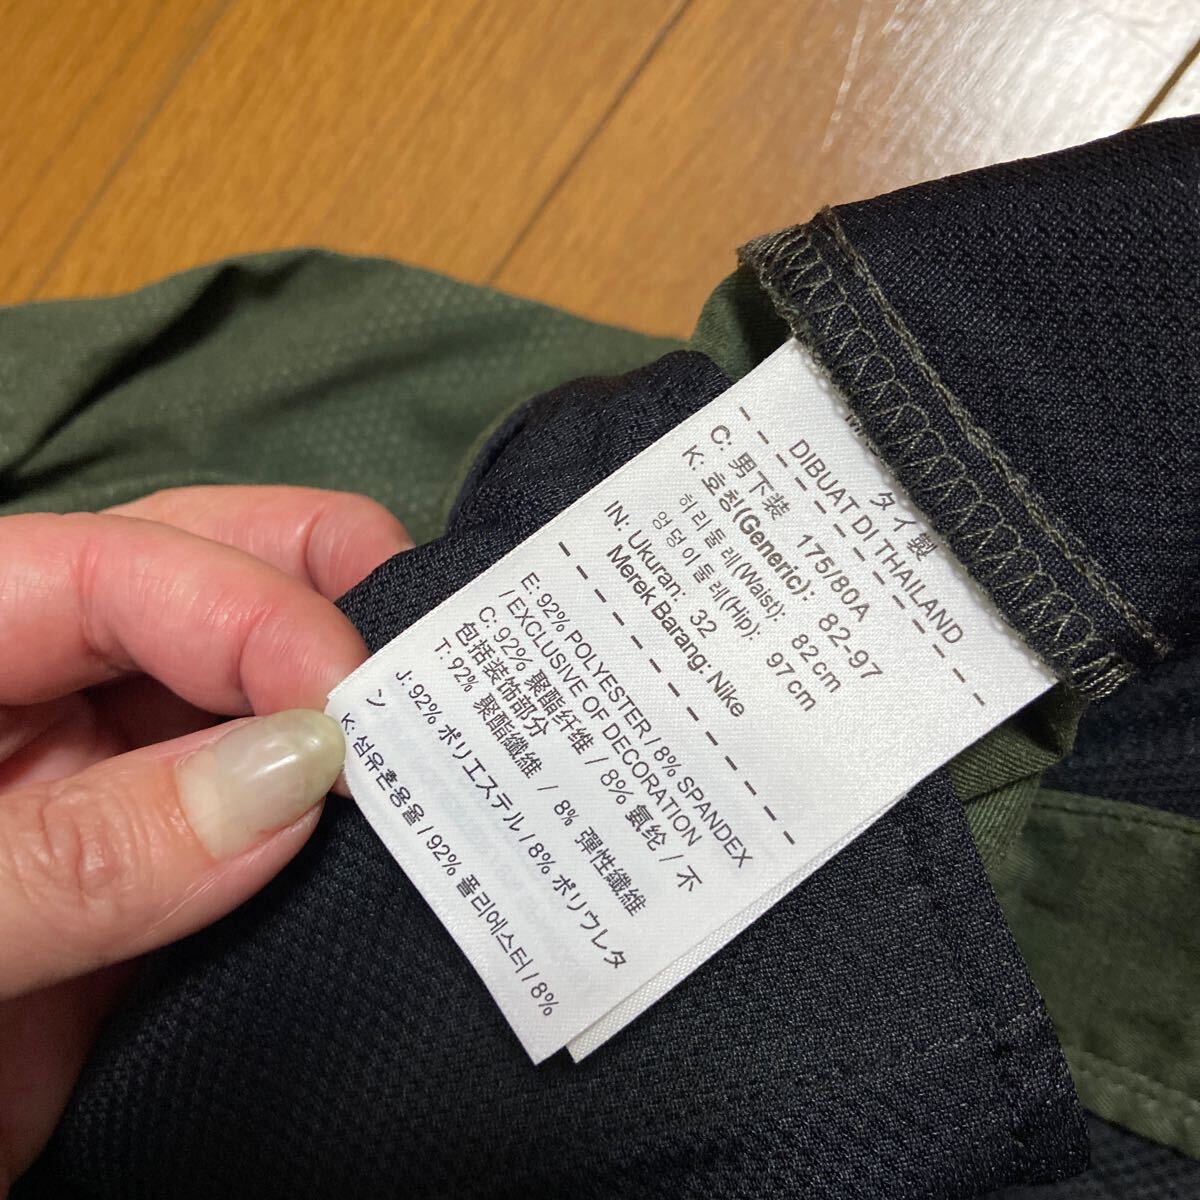 タイ製
DIBUAT DI THAILAND
C: 男下装 175/80A
K: 호칭(Generic): 82-97
허리둘레(Waist): 82cm
엉덩이둘레(Hip): 97cm
IN: Ukuran: 32
Merek Barang: Nike
E: 92% POLYESTER / 8% SPANDEX
/ EXCLUSIVE OF DECORATION
C: 92% 聚酯纤维 / 8% 氨纶 / 不
包括装饰部分
T: 92% 聚酯纖維 / 8% 彈性纖維
J: 92% ポリエステル / 8% ポリウレタ
ン
K: 섬유혼용율 / 92% 폴리에스터 / 8%